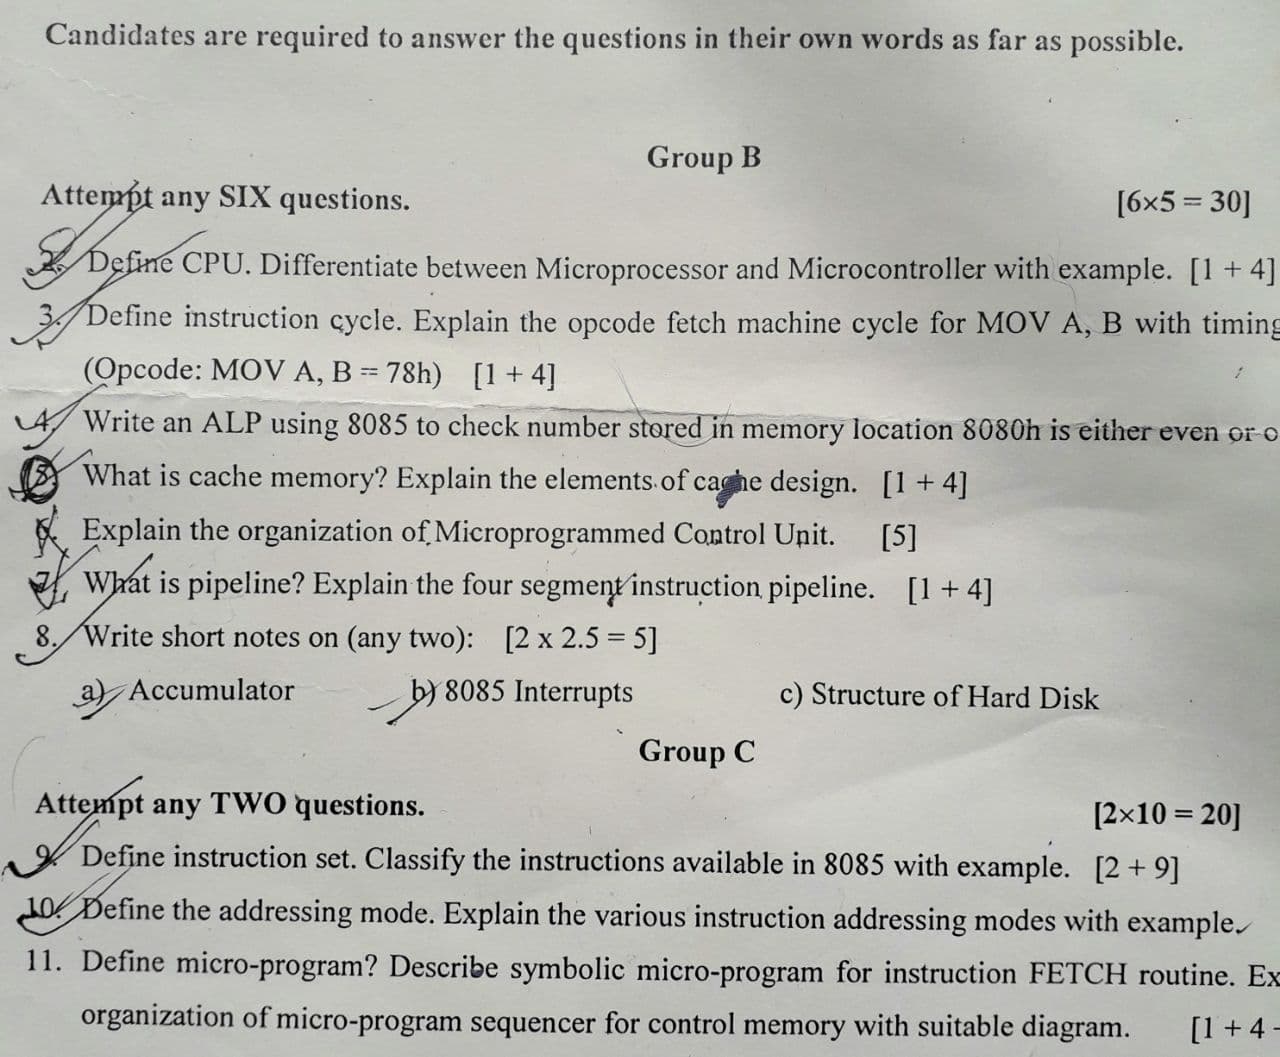 Candidates are required to answer the questions in their own words as far as possible.
Group B
Attempt any SIX questions. [6×5 = 30]
2. Define CPU. Differentiate between Microprocessor and Microcontroller with example. [1 + 4]
3. Define instruction cycle. Explain the opcode fetch machine cycle for MOV A, B with timing
(Opcode: MOV A, B = 78h) [1 + 4]
4. Write an ALP using 8085 to check number stored in memory location 8080h is either even or o
5. What is cache memory? Explain the elements of cache design. [1 + 4]
6. Explain the organization of Microprogrammed Control Unit. [5]
7. What is pipeline? Explain the four segment instruction pipeline. [1 + 4]
8. Write short notes on (any two): [2 x 2.5 = 5]
a) Accumulator b) 8085 Interrupts c) Structure of Hard Disk
Group C
Attempt any TWO questions. [2×10 = 20]
9. Define instruction set. Classify the instructions available in 8085 with example. [2 + 9]
10. Define the addressing mode. Explain the various instruction addressing modes with example.
11. Define micro-program? Describe symbolic micro-program for instruction FETCH routine. Ex
organization of micro-program sequencer for control memory with suitable diagram. [1 + 4